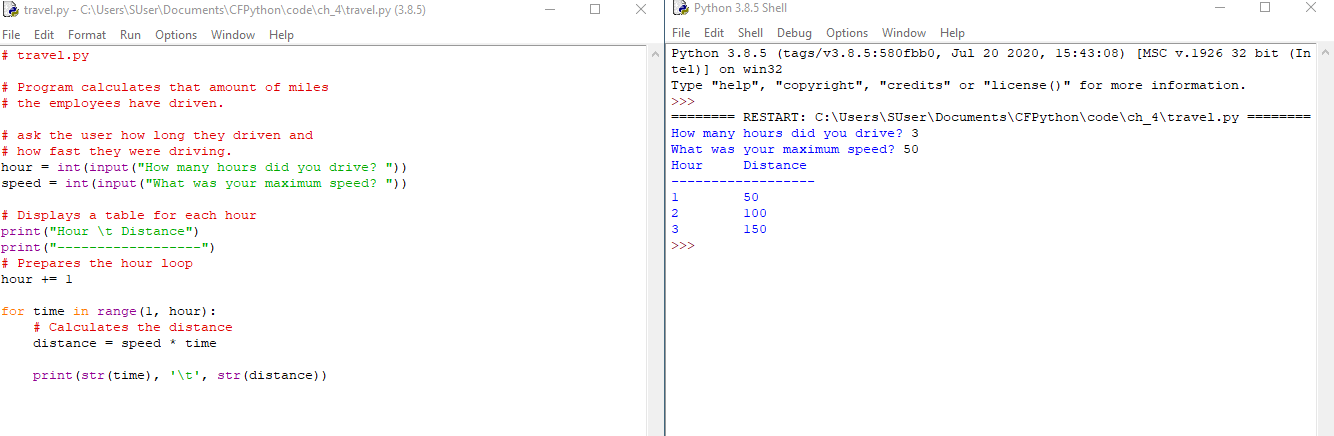 travel.py - C:\Users\SUser\Documents\CFPython\code\ch_4\travel.py (3.8.5)
File Edit Format Run Options Window Help
# travel.py

# Program calculates that amount of miles
# the employees have driven.

# ask the user how long they driven and
# how fast they were driving.
hour = int(input("How many hours did you drive? "))
speed = int(input("What was your maximum speed? "))

# Displays a table for each hour
print("Hour \t Distance")
print("------------------")
# Prepares the hour loop
hour += 1

for time in range(1, hour):
    # Calculates the distance
    distance = speed * time

    print(str(time), '\t', str(distance))
Python 3.8.5 Shell
File Edit Shell Debug Options Window Help
Python 3.8.5 (tags/v3.8.5:580fbb0, Jul 20 2020, 15:43:08) [MSC v.1926 32 bit (In
tel)] on win32
Type "help", "copyright", "credits" or "license()" for more information.
>>>
======== RESTART: C:\Users\SUser\Documents\CFPython\code\ch_4\travel.py ========
How many hours did you drive? 3
What was your maximum speed? 50
Hour     Distance
------------------
1        50
2        100
3        150
>>>